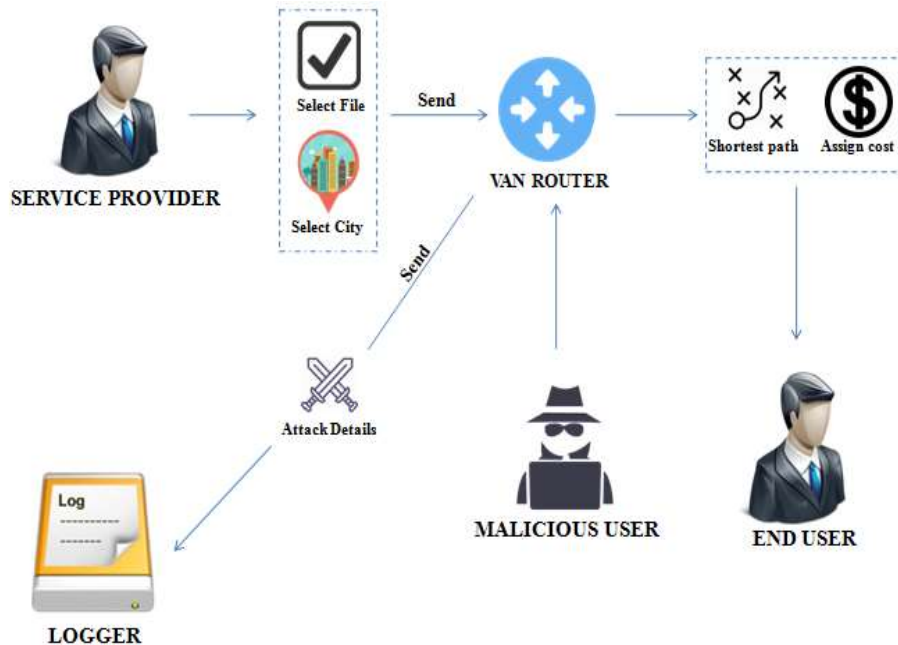 Select File
Send
Shortest path
Assign cost
SERVICE PROVIDER
VAN ROUTER
Select City
Send
Attack Details
Log
MALICIOUS USER
END USER
LOGGER